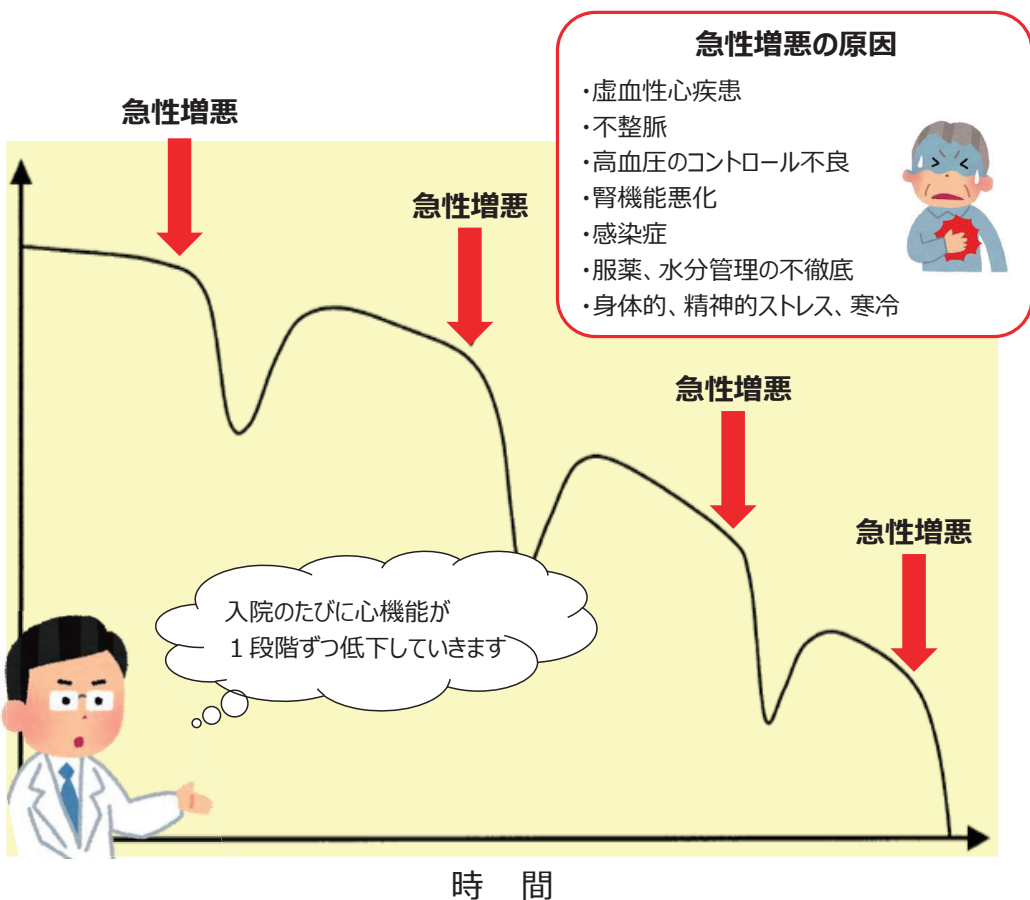 急性増悪の原因
・虚血性心疾患
・不整脈
・高血圧のコントロール不良
・腎機能悪化
・感染症
・服薬、水分管理の不徹底
・身体的、精神的ストレス、寒冷
急性増悪
急性増悪
急性増悪
急性増悪
入院のたびに心機能が
１段階ずつ低下していきます
時　間